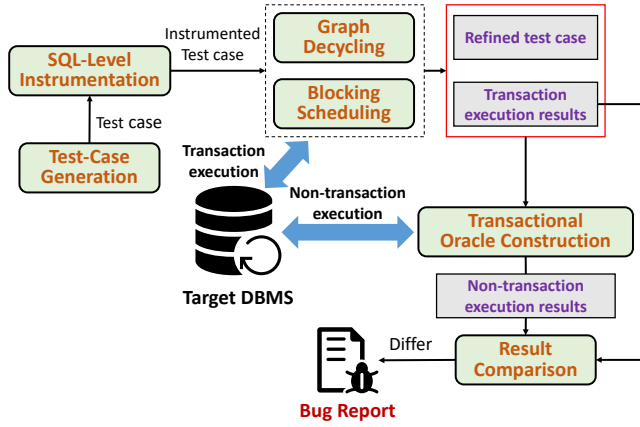 SQL-Level
Instrumentation
Instrumented
Test case
Graph
Decycling
Blocking
Scheduling
Refined test case
Transaction
execution results
Test case
Test-Case
Generation
Transaction
execution
Non-transaction
execution
Target DBMS
Transactional
Oracle Construction
Non-transaction
execution results
Differ
Result
Comparison
Bug Report